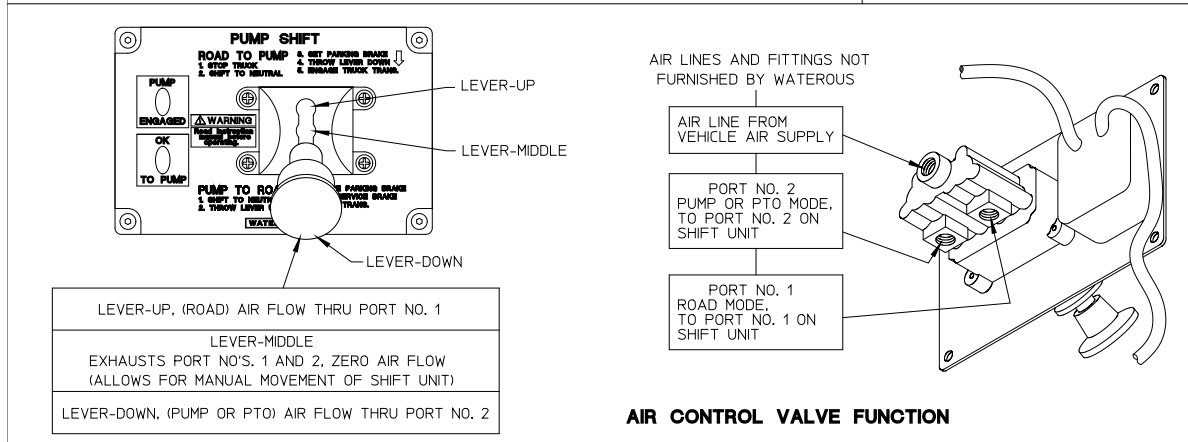 PUMP SHIFT
ROAD TO PUMP
1. STOP TRUCK
2. SHIFT TO NEUTRAL
3. SET PARKING BRAKE
4. THROW LEVER DOWN
5. ENGAGE TRUCK TRANS.
PUMP
ENGAGED
OK
TO PUMP
⚠ WARNING
Read instruction
manual before
operating.
PUMP TO
1. SHIFT TO
2. THROW LEVER
PARKING BRAKE
BRAKE
LEVER-UP
LEVER-MIDDLE
LEVER-DOWN
LEVER-UP, (ROAD) AIR FLOW THRU PORT NO. 1
LEVER-MIDDLE
EXHAUSTS PORT NO'S. 1 AND 2, ZERO AIR FLOW
(ALLOWS FOR MANUAL MOVEMENT OF SHIFT UNIT)
LEVER-DOWN, (PUMP OR PTO) AIR FLOW THRU PORT NO. 2
AIR LINES AND FITTINGS NOT
FURNISHED BY WATEROUS
AIR LINE FROM
VEHICLE AIR SUPPLY
PORT NO. 2
PUMP OR PTO MODE,
TO PORT NO. 2 ON
SHIFT UNIT
PORT NO. 1
ROAD MODE,
TO PORT NO. 1 ON
SHIFT UNIT
AIR CONTROL VALVE FUNCTION